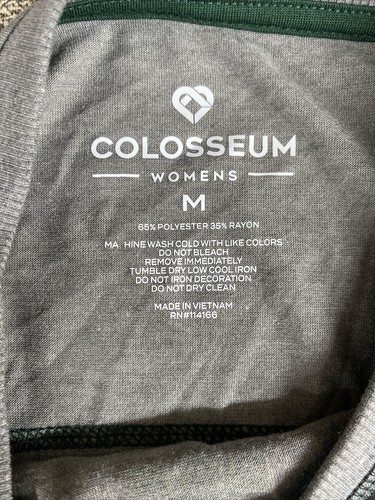 COLOSSEUM
WOMENS
M
65% POLYESTER 35% RAYON
MA: HINE WASH COLD WITH LIKE COLORS
DO NOT BLEACH
REMOVE IMMEDIATELY
TUMBLE DRY LOW COOL IRON
DO NOT IRON DECORATION
DO NOT DRY CLEAN
MADE IN VIETNAM
RN#114166